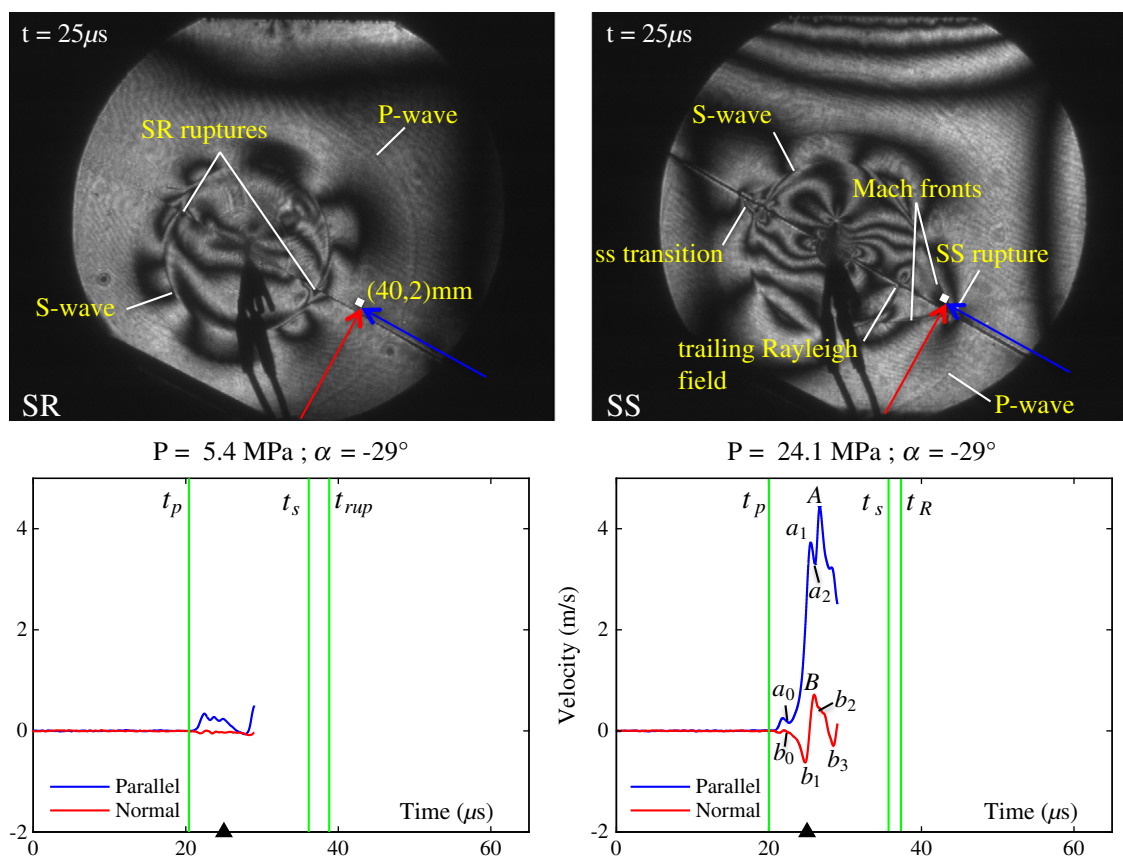 t = 25μs
SR ruptures
P-wave
S-wave
(40,2)mm
SR
t = 25μs
S-wave
Mach fronts
ss transition
SS rupture
trailing Rayleigh
field
P-wave
SS
P = 5.4 MPa ; α = -29°
t_p
t_s
t_rup
4
2
0
-2
Parallel
Normal
Time (μs)
0
20
40
60
P = 24.1 MPa ; α = -29°
Velocity (m/s)
t_p
A
t_s
t_R
a_1
a_2
a_0
B
b_2
b_0
b_1
b_3
4
2
0
-2
Parallel
Normal
Time (μs)
0
20
40
60